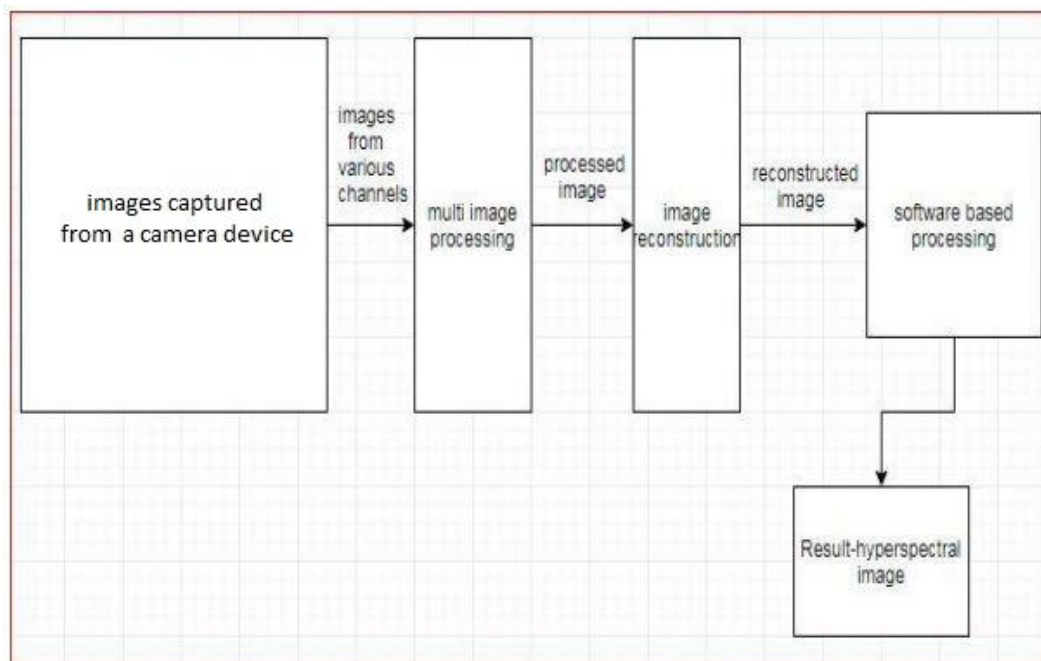 images captured
from a camera device
images
from
various
channels
multi image
processing
processed
image
image
reconstruction
reconstructed
image
software based
processing
Result-hyperspectral
image